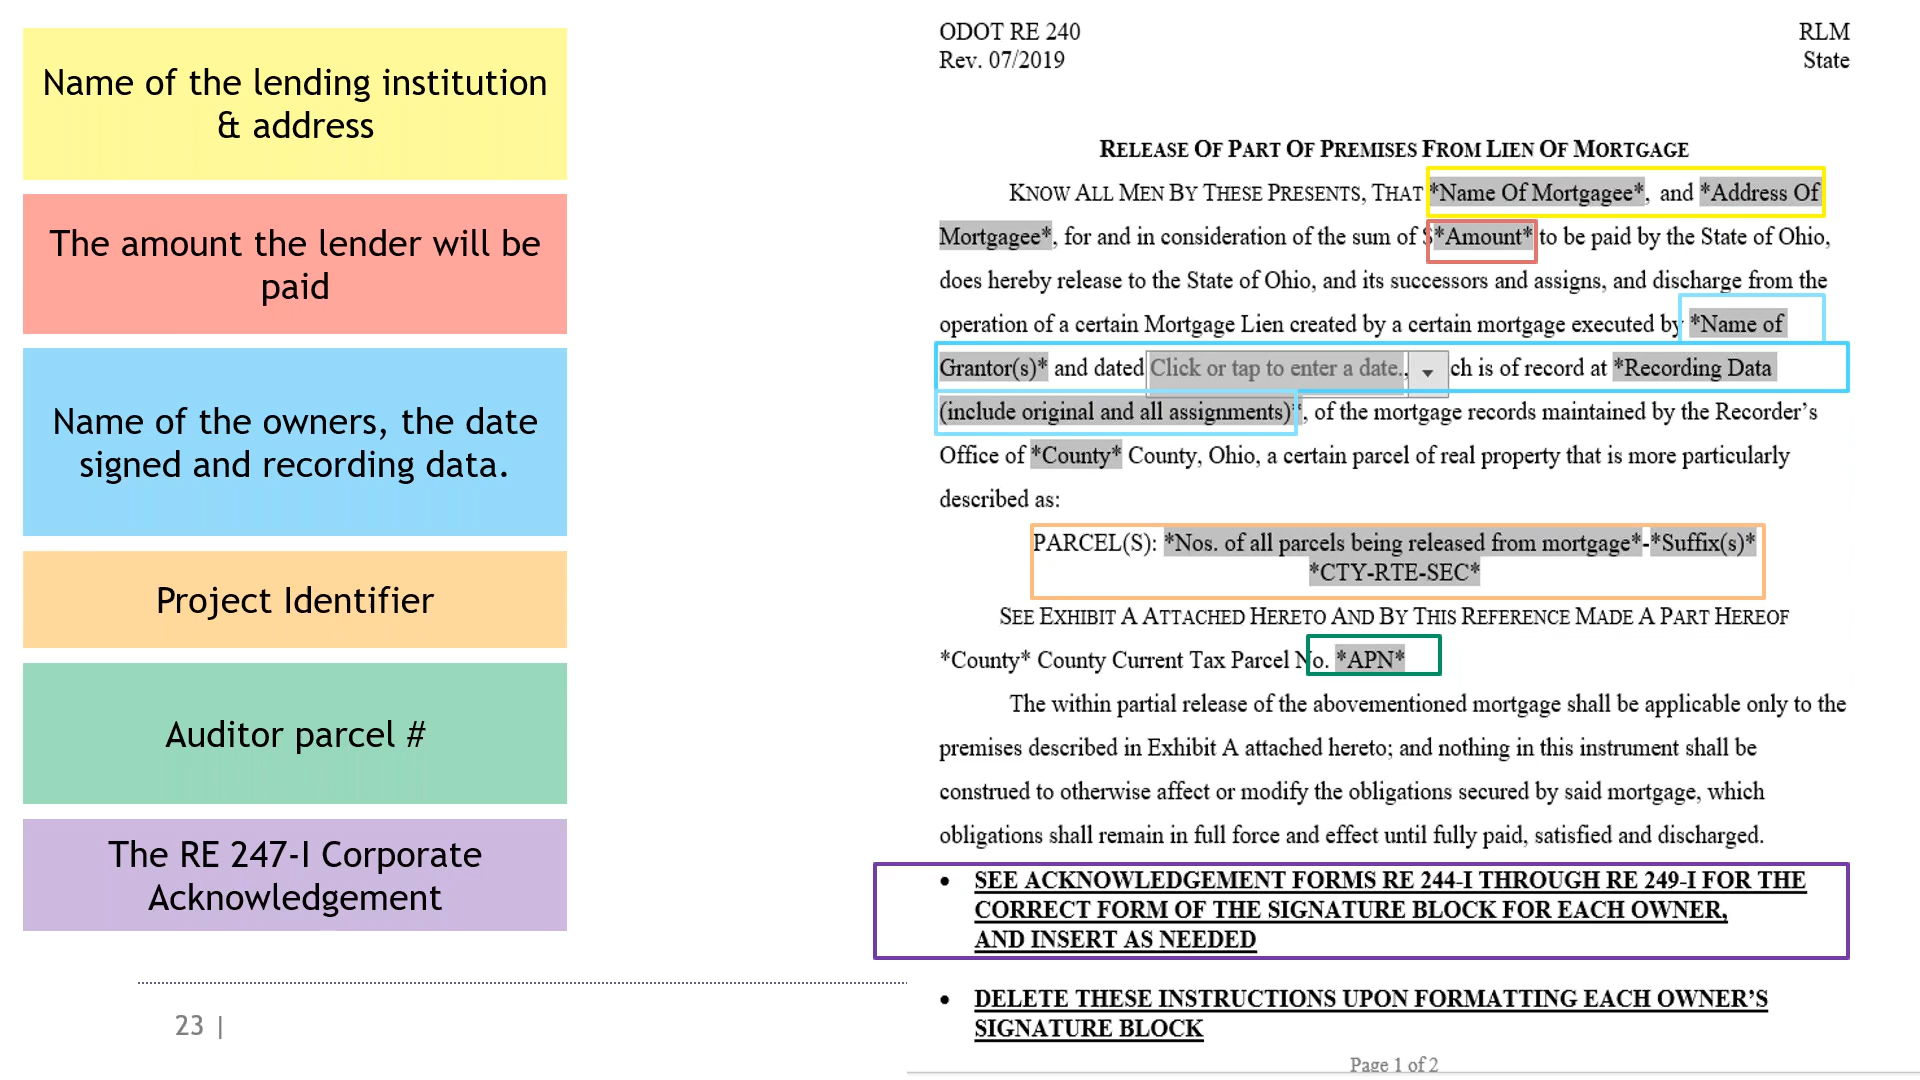 Name of the lending institution
& address
The amount the lender will be
paid
Name of the owners, the date
signed and recording data.
Project Identifier
Auditor parcel #
The RE 247-I Corporate
Acknowledgement
23 |
ODOT RE 240 RLM
Rev. 07/2019 State
RELEASE OF PART OF PREMISES FROM LIEN OF MORTGAGE
KNOW ALL MEN BY THESE PRESENTS, THAT *Name Of Mortgagee*, and *Address Of
Mortgagee*, for and in consideration of the sum of $*Amount* to be paid by the State of Ohio,
does hereby release to the State of Ohio, and its successors and assigns, and discharge from the
operation of a certain Mortgage Lien created by a certain mortgage executed by *Name of
Grantor(s)* and dated Click or tap to enter a date., ch is of record at *Recording Data
(include original and all assignments)*, of the mortgage records maintained by the Recorder's
Office of *County* County, Ohio, a certain parcel of real property that is more particularly
described as:
PARCEL(S): *Nos. of all parcels being released from mortgage*-*Suffix(s)*
*CTY-RTE-SEC*
SEE EXHIBIT A ATTACHED HERETO AND BY THIS REFERENCE MADE A PART HEREOF
*County* County Current Tax Parcel No. *APN*
The within partial release of the abovementioned mortgage shall be applicable only to the
premises described in Exhibit A attached hereto; and nothing in this instrument shall be
construed to otherwise affect or modify the obligations secured by said mortgage, which
obligations shall remain in full force and effect until fully paid, satisfied and discharged.
• SEE ACKNOWLEDGEMENT FORMS RE 244-I THROUGH RE 249-I FOR THE
CORRECT FORM OF THE SIGNATURE BLOCK FOR EACH OWNER,
AND INSERT AS NEEDED
• DELETE THESE INSTRUCTIONS UPON FORMATTING EACH OWNER'S
SIGNATURE BLOCK
Page 1 of 2